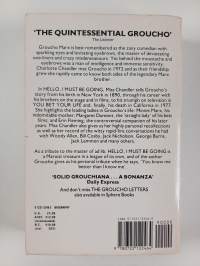 'THE QUINTESSENTIAL GROUCHO'
The Listener
Groucho Marx is best remembered as the zany comedian with
sparkling eyes and twitching eyebrows, the master of devastating
one-liners and crazy misdemeanours. But behind the moustache and
eyebrows was a man of intelligence and immense sensitivity.
Charlotte Chandler met Groucho in 1973 and as their friendship
grew she rapidly came to know both sides of the legendary Marx
brother.
In HELLO, I MUST BE GOING, Miss Chandler tells Groucho's
story from his birth in New York in 1890, through his career with
his brothers on the stage and in films, to his triumph on television in
YOU BET YOUR LIFE and, finally, his death in California in 1977.
She highlights the leading ladies in Groucho's life: Minnie Marx, his
indomitable mother; Margaret Dumont, the 'straight lady' of his best
films; and Erin Fleming, the controversial companion of his later
years. Miss Chandler also gives us her highly personal recollections
as well as her record of the very rapid-fire conversations he had
with Woody Allen, Bill Cosby, Jack Nicholson, George Burns,
Jack Lemmon and many others.
As a tribute to the master of ad lib, HELLO, I MUST BE GOING is
a Marxist treasure in a league of its own, and of the author
Groucho gives as his personal tribute when he says, 'You know me
better than I know me'.
'SOLID GROUCHIANA ... A BONANZA'
Daily Express
And don't miss THE GROUCHO LETTERS
also available in Sphere Books
BIOGRAPHY